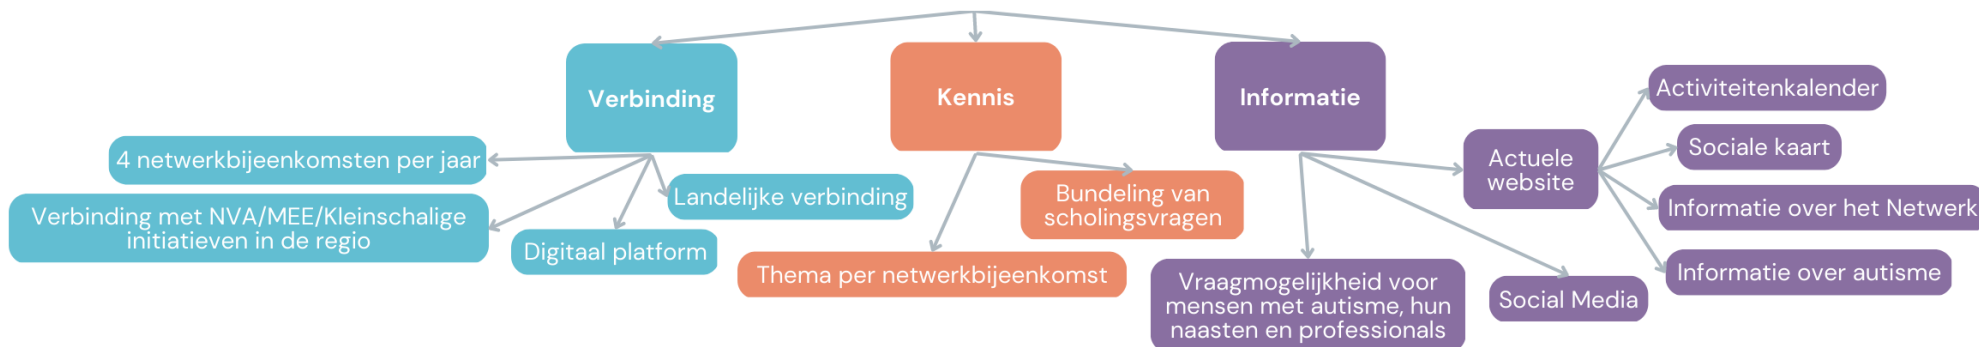 Verbinding
Kennis
Informatie
4 netwerkbijeenkomsten per jaar
Verbinding met NVA/MEE/Kleinschalige
initiatieven in de regio
Digitaal platform
Landelijke verbinding
Thema per netwerkbijeenkomst
Bundeling van
scholingsvragen
Vraagmogelijkheid voor
mensen met autisme, hun
naasten en professionals
Social Media
Actuele
website
Activiteitenkalender
Sociale kaart
Informatie over het Netwerk
Informatie over autisme